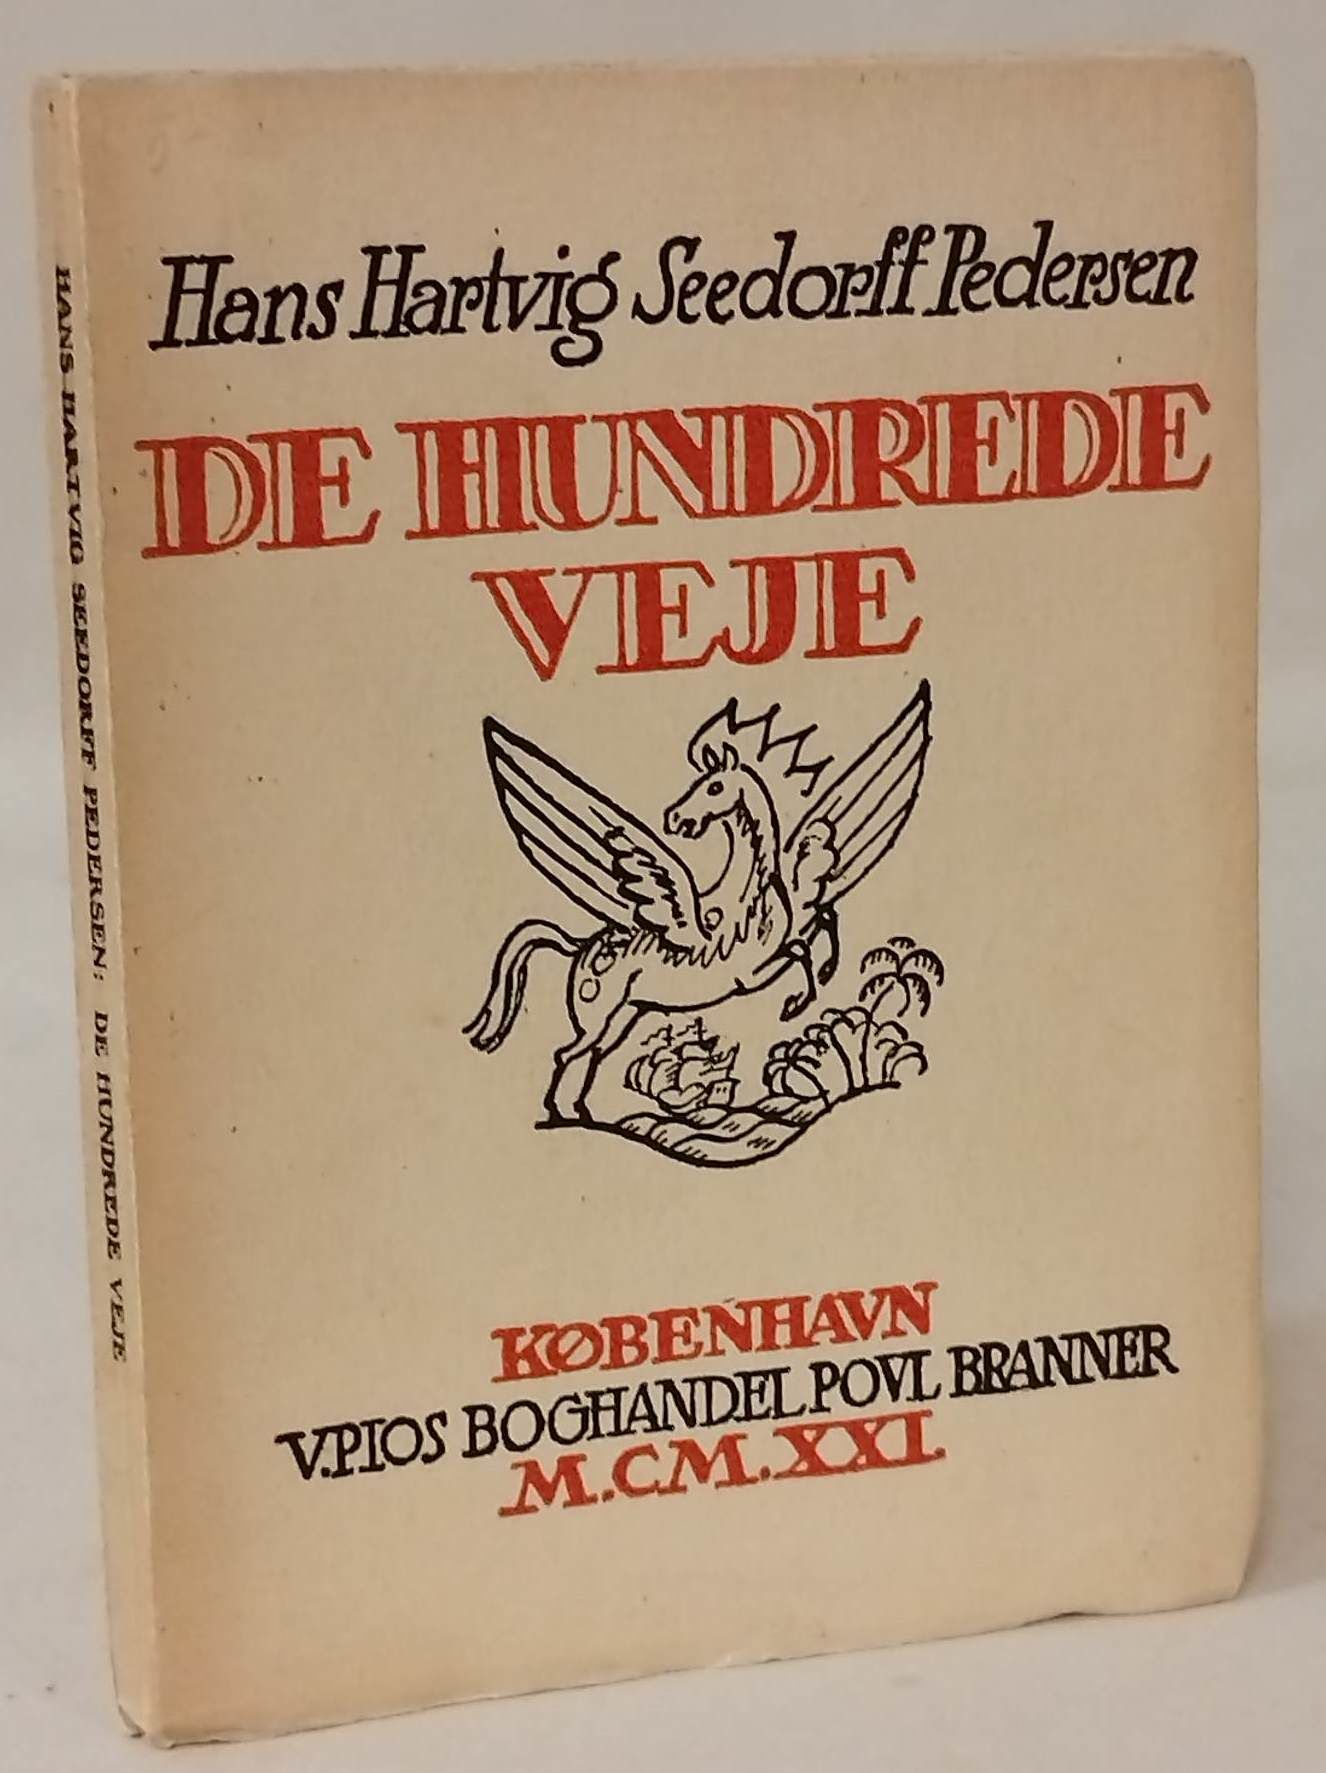 Hans Hartvig Seedorff Pedersen
DE HUNDREDE
VEJE
KØBENHAVN
V.PIOS BOGHANDEL POVL BRANNER
M.CM.XXI.
HANS HARTVIG SEEDORFF PEDERSEN: DE HUNDREDE VEJE